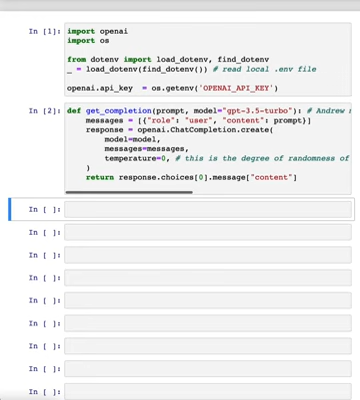 In [1]: import openai
import os
from dotenv import load_dotenv, find_dotenv
_ = load_dotenv(find_dotenv()) # read local .env file
openai.api_key = os.getenv('OPENAI_API_KEY')
In [2]: def get_completion(prompt, model="gpt-3.5-turbo"): # Andrew
messages = [{"role": "user", "content": prompt}]
response = openai.ChatCompletion.create(
model=model,
messages=messages,
temperature=0, # this is the degree of randomness of
)
return response.choices[0].message["content"]
In [ ]:
In [ ]:
In [ ]:
In [ ]:
In [ ]:
In [ ]:
In [ ]:
In [ ]:
In [ ]: